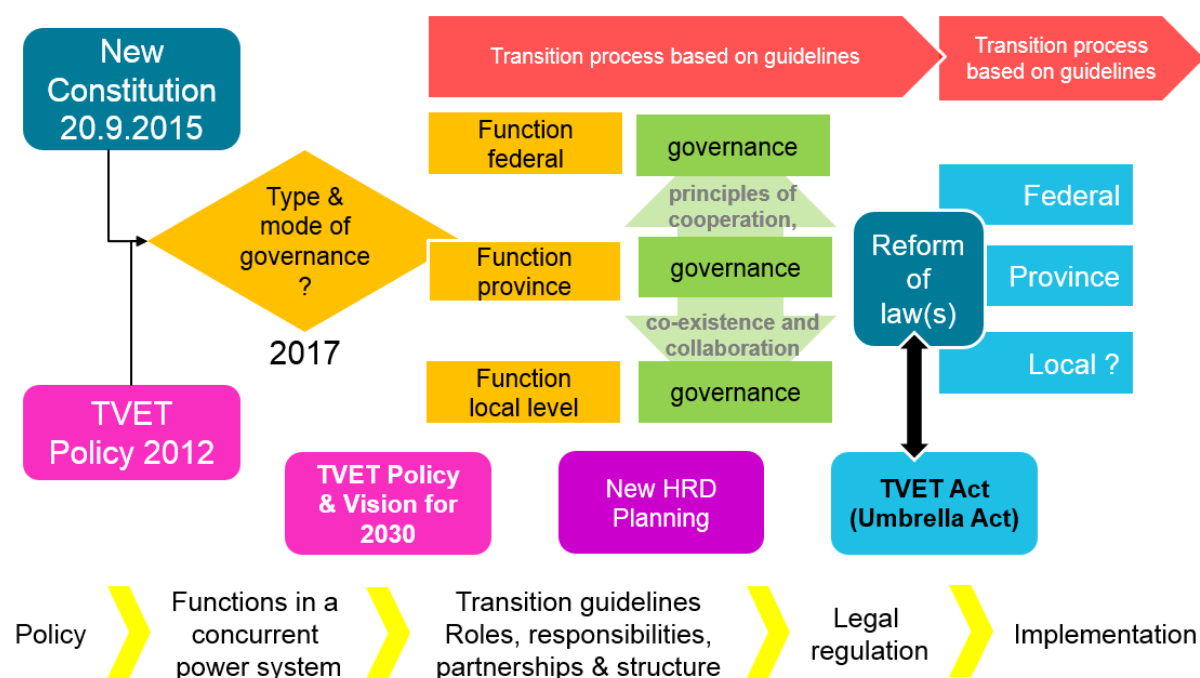 New
Constitution
20.9.2015
Transition process based on guidelines
Transition process
based on guidelines
Function
federal
governance
principles of
cooperation,
Type &
mode of
governance
?
2017
Function
province
governance
co-existence and
collaboration
Function
local level
governance
Reform
of
law(s)
Federal
Province
Local ?
TVET
Policy 2012
TVET Policy
& Vision for
2030
New HRD
Planning
TVET Act
(Umbrella Act)
Policy
Functions in a
concurrent
power system
Transition guidelines
Roles, responsibilities,
partnerships & structure
Legal
regulation
Implementation